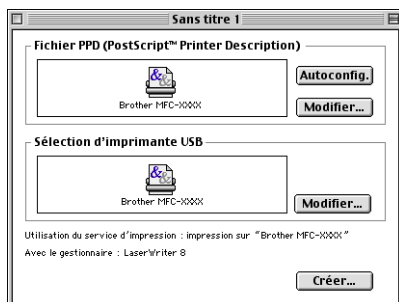 Sans titre 1
Fichier PPD (PostScript™ Printer Description)
Brother MFC-XXXX
Autoconfig.
Modifier...
Sélection d'imprimante USB
Brother MFC-XXXX
Modifier...
Utilisation du service d'impression : impression sur "Brother MFC-XXXX"
Avec le gestionnaire : LaserWriter 8
Créer...